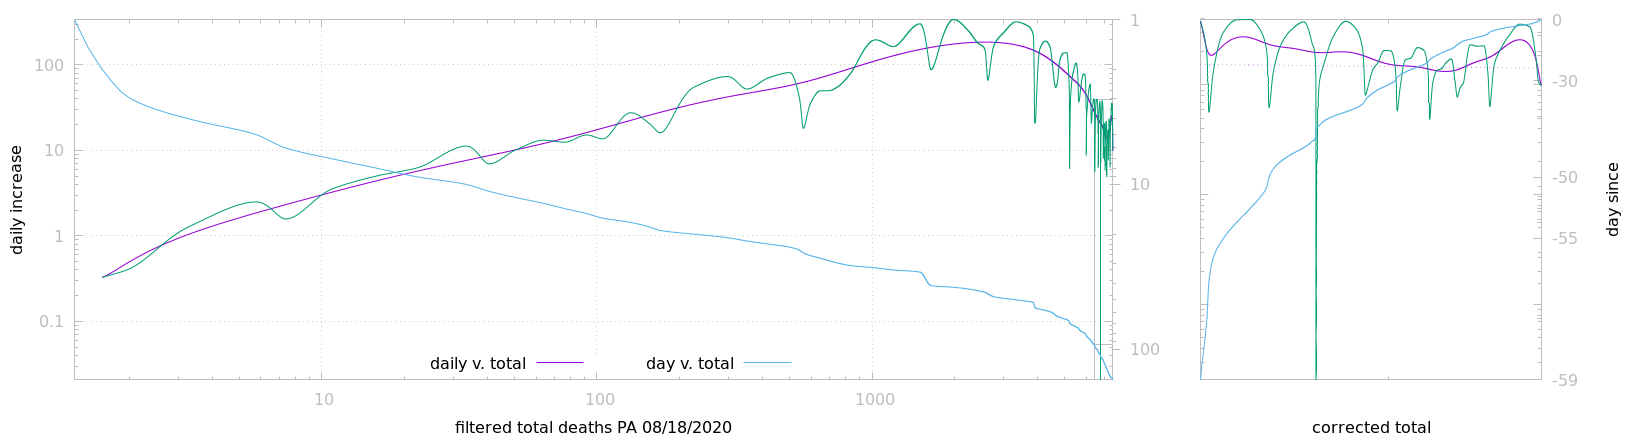 daily increase
100
10
1
0.1
daily v. total
day v. total
10
100
1000
filtered total deaths PA 08/18/2020
1
10
100
0
-30
-50
-55
-59
day since
corrected total